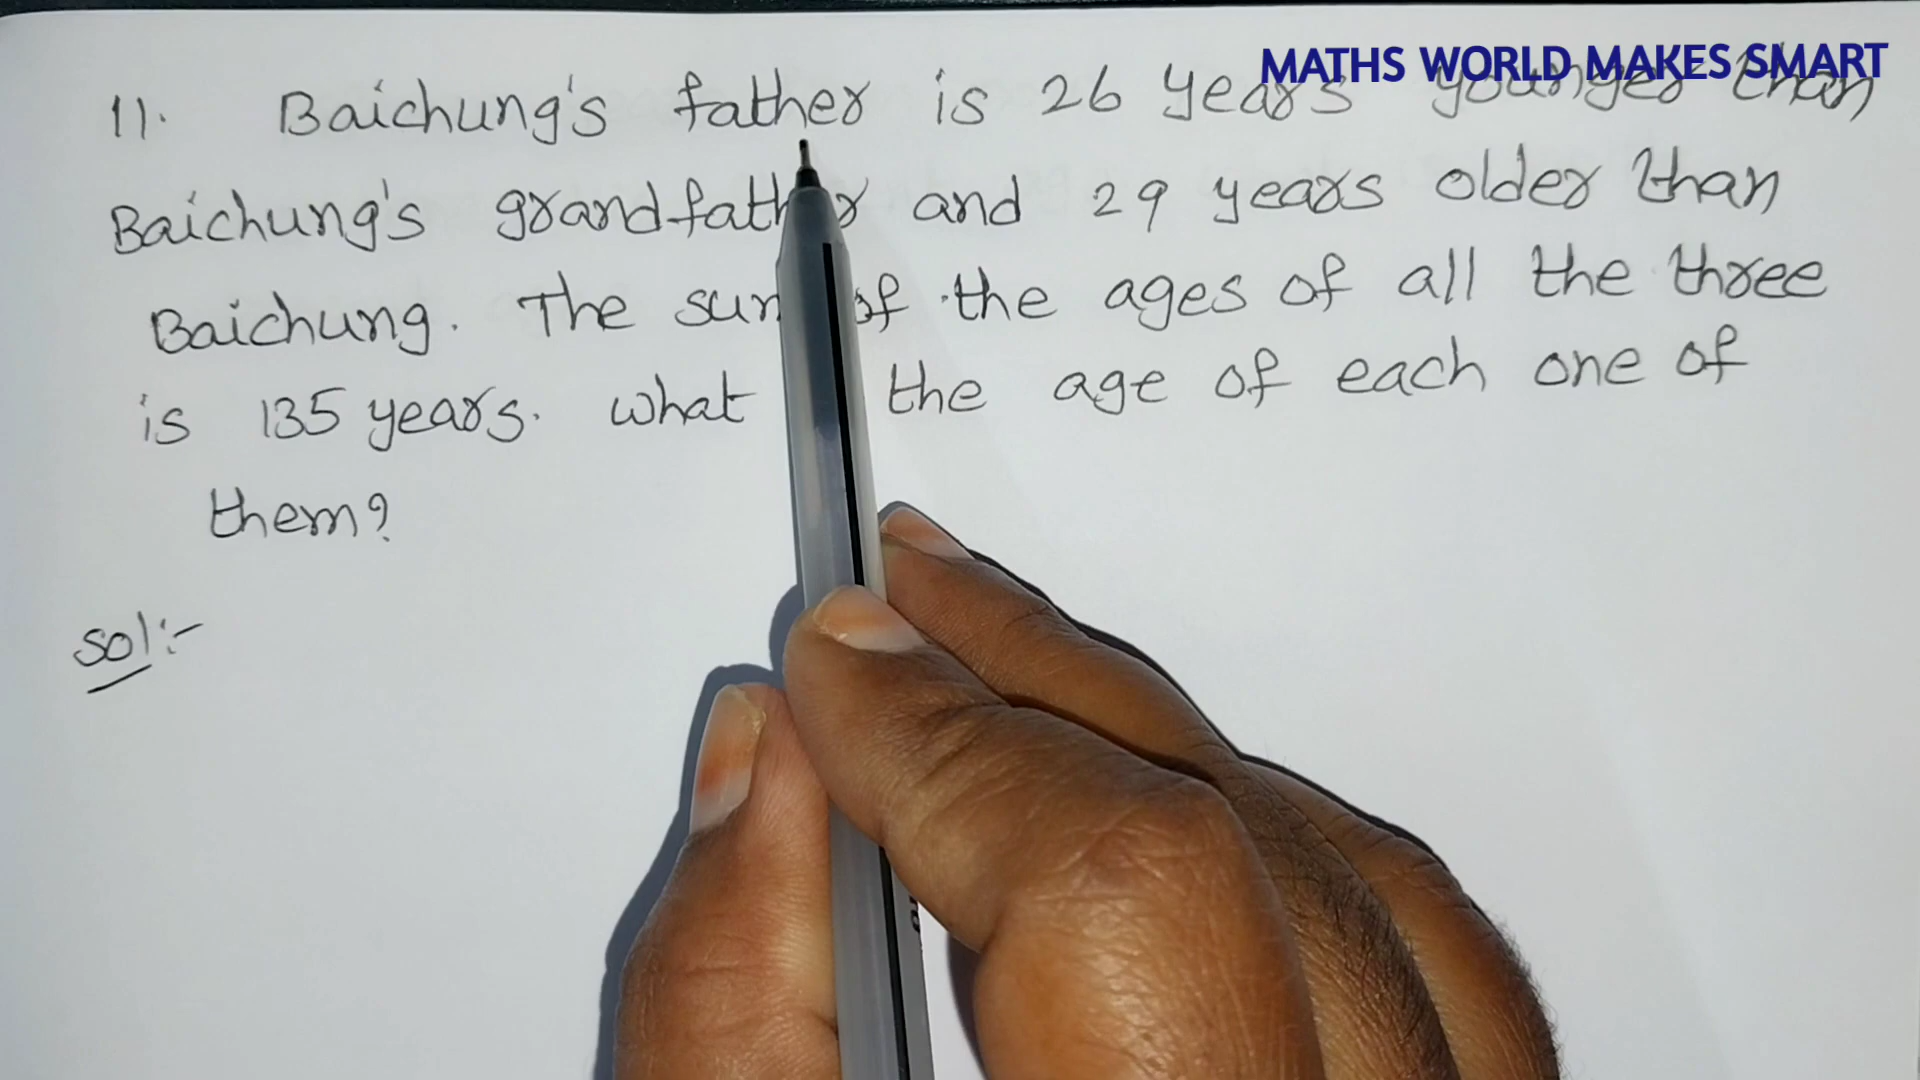 MATHS WORLD MAKES SMART
11. Baichung's father is 26 years younger than
Baichung's grandfather and 29 years older than
Baichung. The sum of the ages of all the three
is 135 years. what the age of each one of
them?
Sol:-